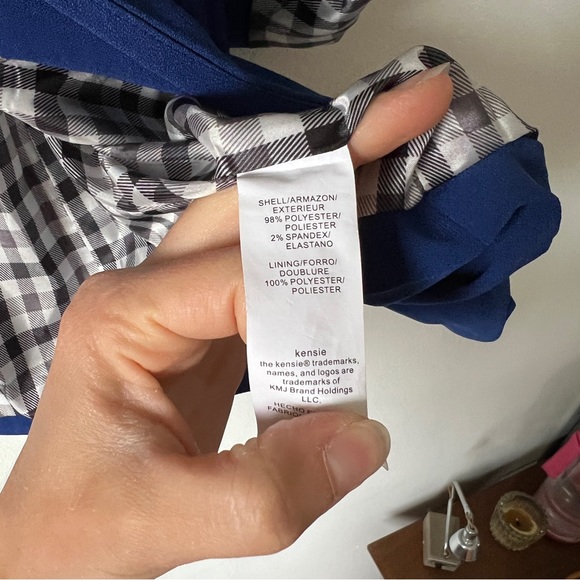 SHELL/ARMAZON/
EXTERIEUR
98% POLYESTER/
POLIESTER
2% SPANDEX/
ELASTANO
LINING/FORRO/
DOUBLURE
100% POLYESTER/
POLIESTER
kensie
the kensie® trademarks,
names, and logos are
trademarks of
KMJ Brand Holdings
LLC.
HECHO